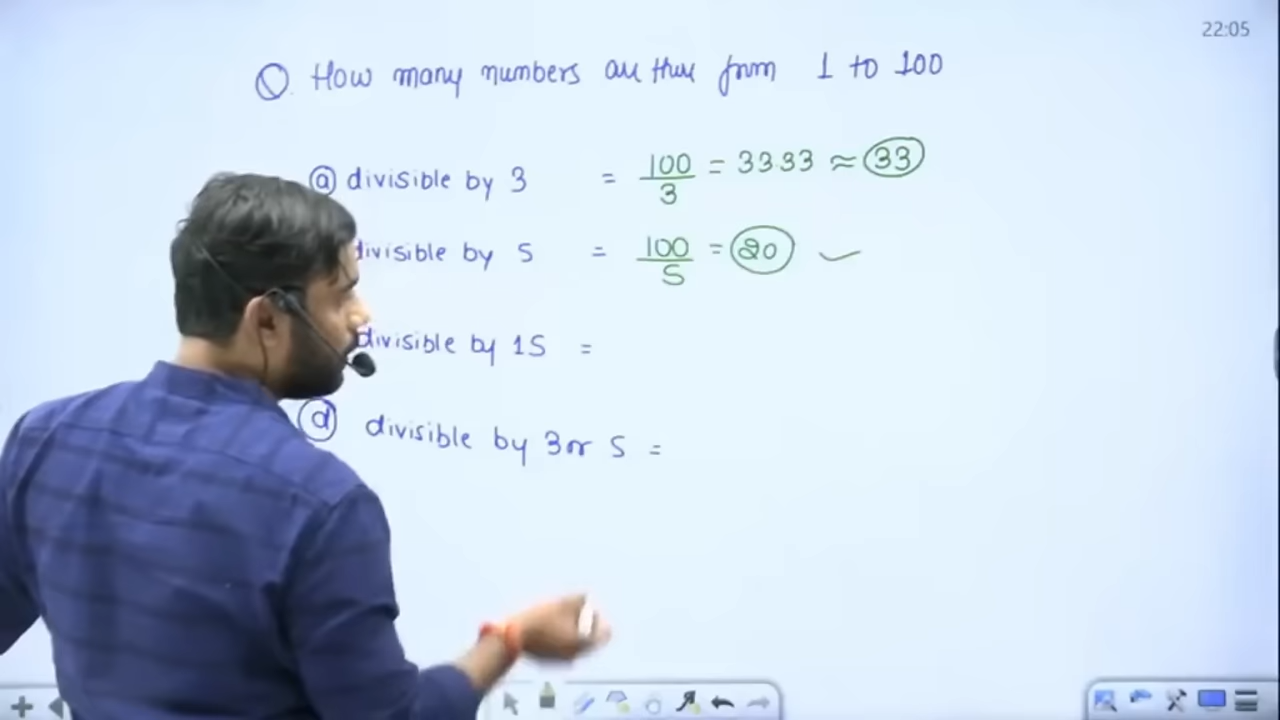 22:05
Q. How many numbers are there from 1 to 100
(a) divisible by 3 = 100/3 = 33.33 ≈ 33
divisible by 5 = 100/5 = 20 ✓
divisible by 15 =
(d) divisible by 3 or 5 =